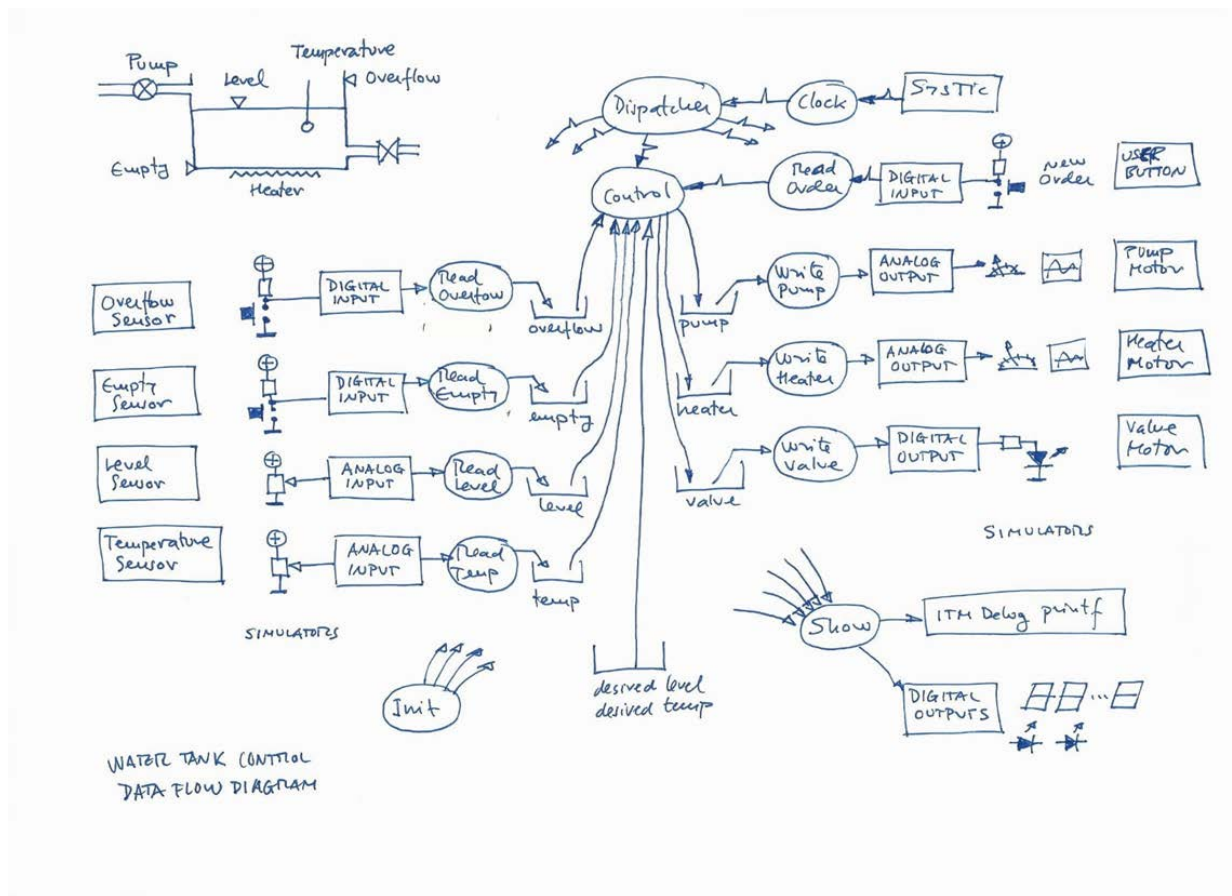 Pump
Level
Temperature
Overflow
Empty
Heater
Dispatcher
Clock
SysTic
Control
Read
Order
DIGITAL
INPUT
New
Order
USER
BUTTON
Overflow
Sensor
DIGITAL
INPUT
Read
Overflow
overflow
pump
Write
Pump
ANALOG
OUTPUT
Pump
Motor
Empty
Sensor
DIGITAL
INPUT
Read
Empty
empty
heater
Write
Heater
ANALOG
OUTPUT
Heater
Motor
Level
Sensor
ANALOG
INPUT
Read
Level
level
valve
Write
Valve
DIGITAL
OUTPUT
Valve
Motor
Temperature
Sensor
ANALOG
INPUT
Read
Temp
temp
SIMULATORS
SIMULATORS
Init
desired level
desired temp
Show
ITM Debug printf
DIGITAL
OUTPUTS
WATER TANK CONTROL
DATA FLOW DIAGRAM